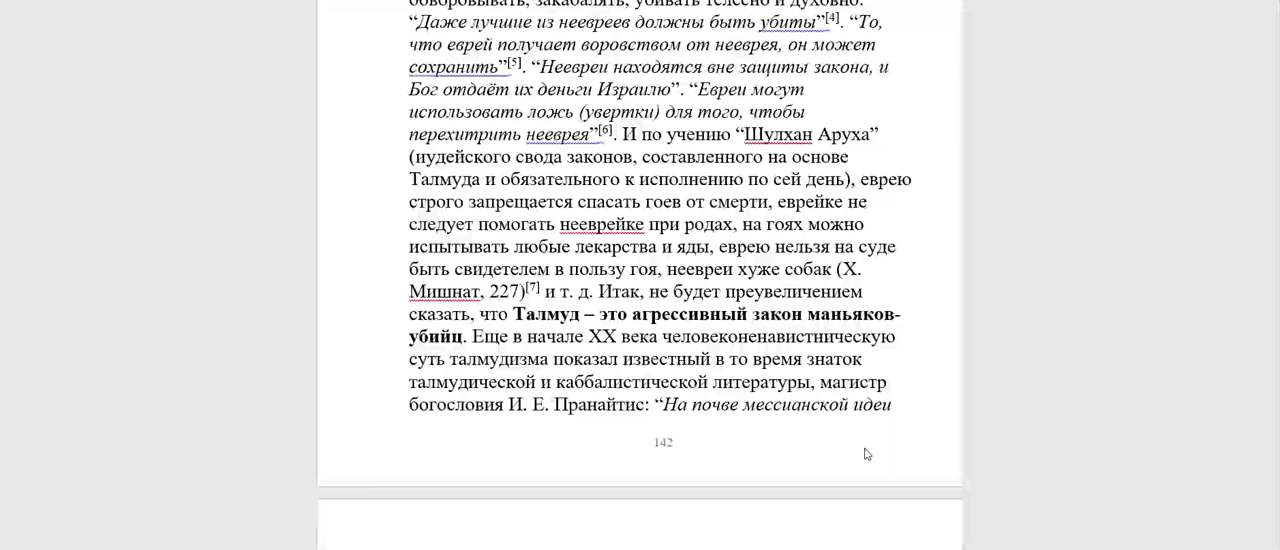 обворовывать, закабалять, убивать телесно и духовно:
“Даже лучшие из неевреев должны быть убиты”[4]. “То,
что еврей получает воровством от нееврея, он может
сохранить”[5]. “Неевреи находятся вне защиты закона, и
Бог отдаёт их деньги Израилю”. “Евреи могут
использовать ложь (увертки) для того, чтобы
перехитрить нееврея”[6]. И по учению “Шулхан Аруха”
(иудейского свода законов, составленного на основе
Талмуда и обязательного к исполнению по сей день), еврею
строго запрещается спасать гоев от смерти, еврейке не
следует помогать нееврейке при родах, на гоях можно
испытывать любые лекарства и яды, еврею нельзя на суде
быть свидетелем в пользу гоя, неевреи хуже собак (Х.
Мишнат, 227)[7] и т. д. Итак, не будет преувеличением
сказать, что Талмуд – это агрессивный закон маньяков-
убийц. Еще в начале XX века человеконенавистническую
суть талмудизма показал известный в то время знаток
талмудической и каббалистической литературы, магистр
богословия И. Е. Пранайтис: “На почве мессианской идеи
142